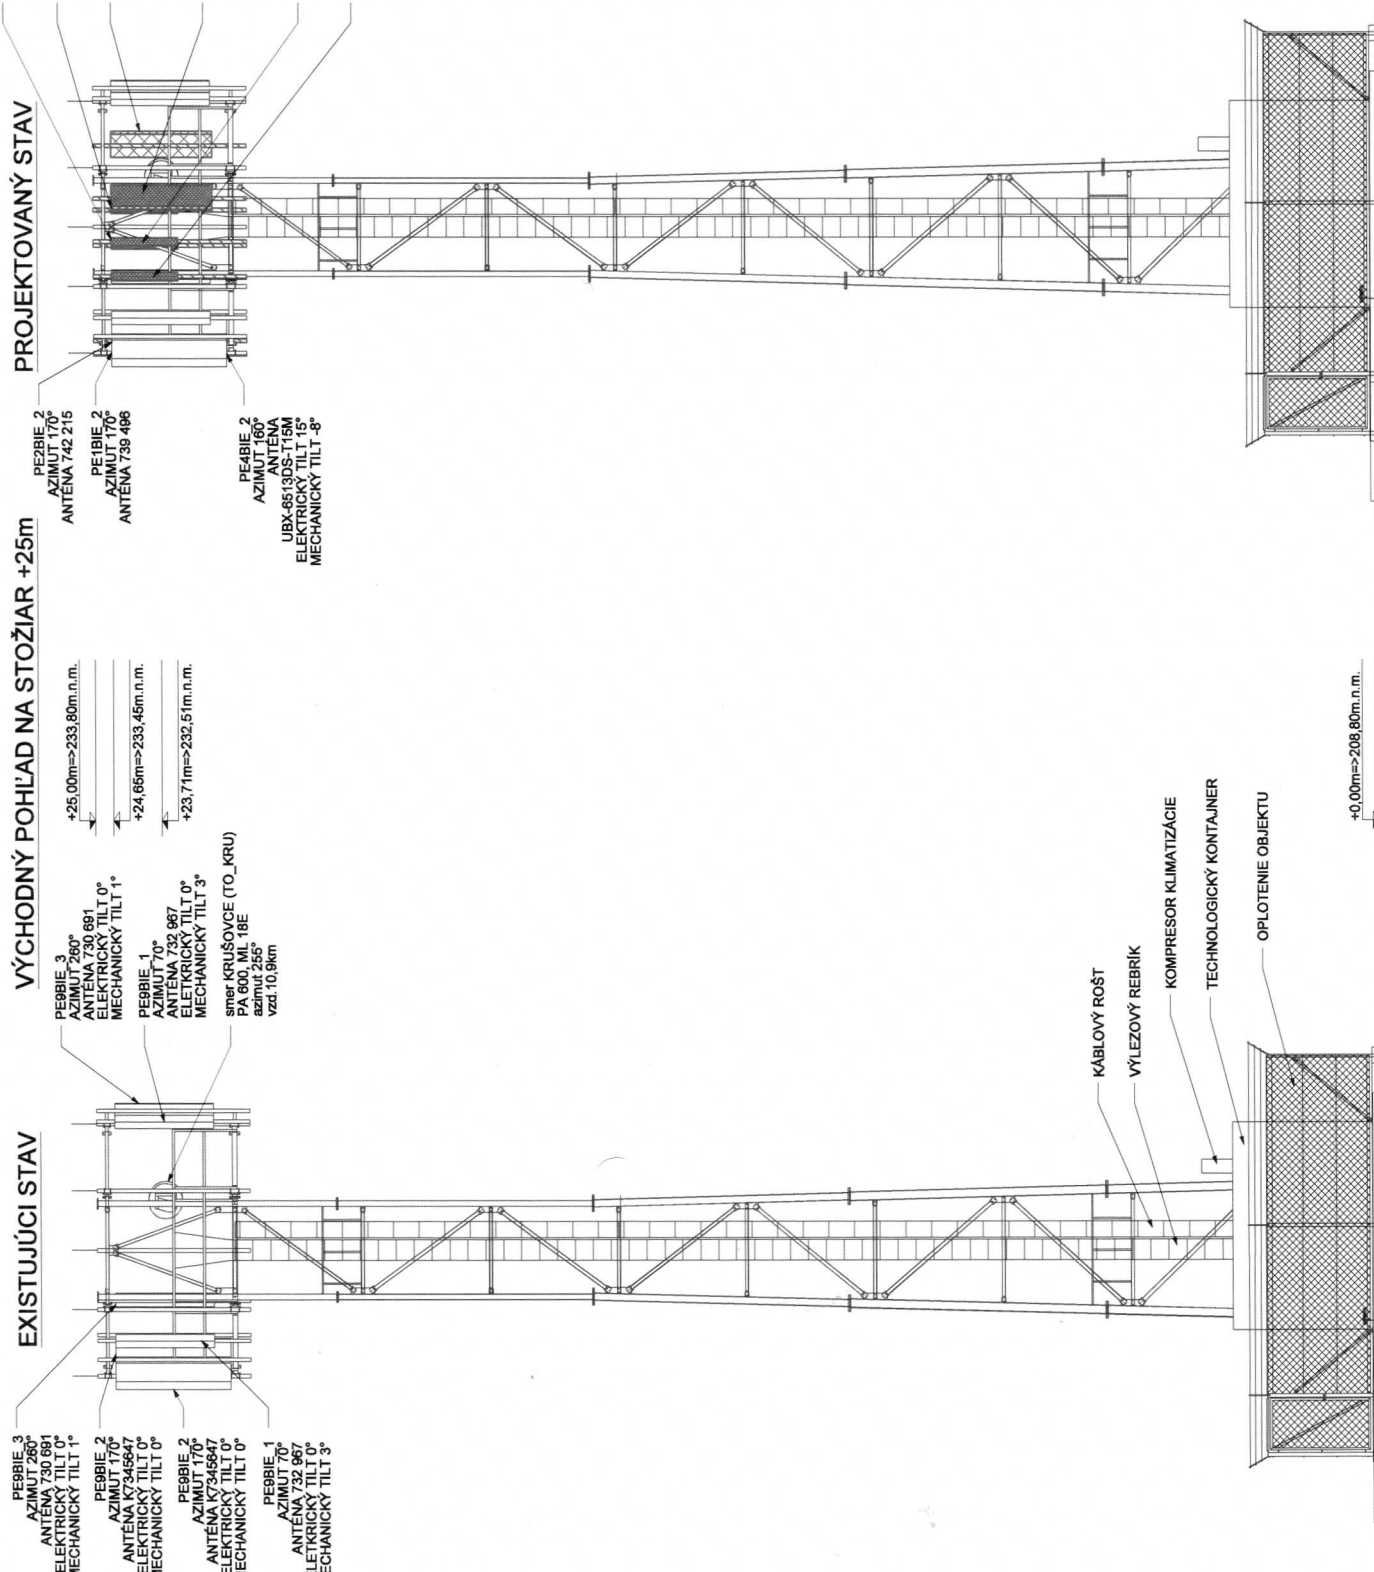 VÝCHODNÝ POHĽAD NA STOŽIAR +25m
EXISTUJÚCI STAV
PROJEKTOVANÝ STAV
PE9BIE_3
AZIMUT 260°
ANTÉNA 730 691
ELEKTRICKÝ TILT 0°
MECHANICKÝ TILT 1°
PE9BIE_2
AZIMUT 170°
ANTÉNA K7345647
ELEKTRICKÝ TILT 0°
MECHANICKÝ TILT 0°
PE9BIE_2
AZIMUT 170°
ANTÉNA K7345647
ELEKTRICKÝ TILT 0°
MECHANICKÝ TILT 0°
PE9BIE_1
AZIMUT 70°
ANTÉNA 732 967
ELETKRICKÝ TILT 0°
MECHANICKÝ TILT 3°
PE9BIE_3
AZIMUT 260°
ANTÉNA 730 691
ELEKTRICKÝ TILT 0°
MECHANICKÝ TILT 1°
PE9BIE_1
AZIMUT 70°
ANTÉNA 732 967
ELETKRICKÝ TILT 0°
MECHANICKÝ TILT 3°
smer KRUŠOVCE (TO_KRU)
PA 600, ML 18E
azimut 255°
vzd.10,9km
+25,00m=>233,80m.n.m.
+24,65m=>233,45m.n.m.
+23,71m=>232,51m.n.m.
KÁBLOVÝ ROŠT
VÝLEZOVÝ REBRÍK
KOMPRESOR KLIMATIZÁCIE
TECHNOLOGICKÝ KONTAJNER
OPLOTENIE OBJEKTU
+0,00m=>208,80m.n.m.
PE2BIE_2
AZIMUT 170°
ANTÉNA 742 215
PE1BIE_2
AZIMUT 170°
ANTÉNA 739 496
PE4BIE_2
AZIMUT 160°
ANTÉNA
UBX-6513DS-T15M
ELEKTRICKÝ TILT 15°
MECHANICKÝ TILT -8°